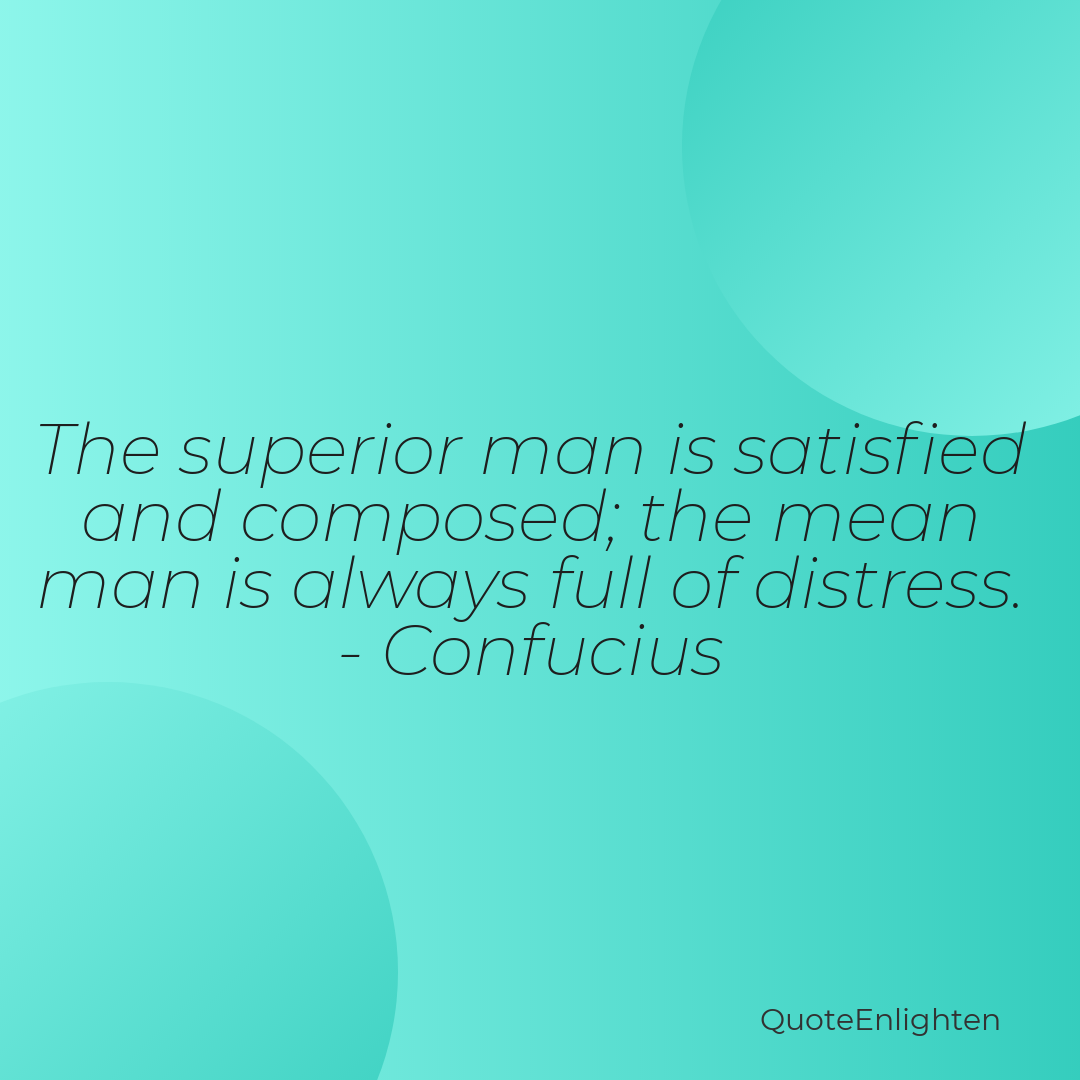 The superior man is satisfied
and composed; the mean
man is always full of distress.
- Confucius
QuoteEnlighten